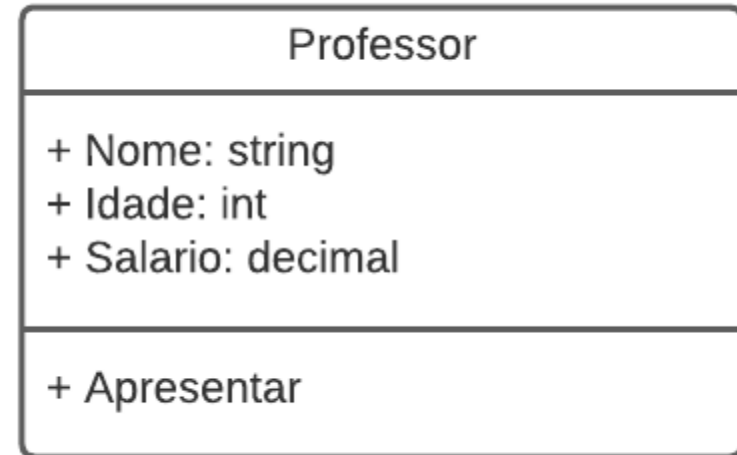 Professor
+ Nome: string
+ Idade: int
+ Salario: decimal
+ Apresentar